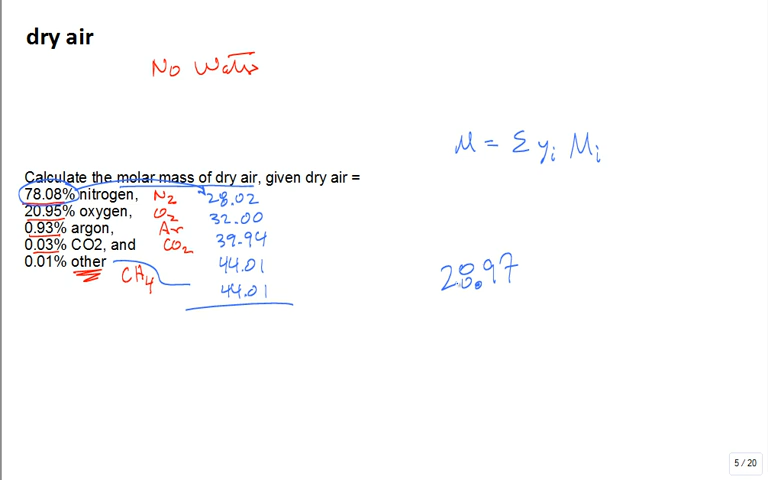 dry air
No Water
M = Σ yᵢ Mᵢ
Calculate the molar mass of dry air, given dry air =
78.08% nitrogen, N₂ 28.02
20.95% oxygen, O₂ 32.00
0.93% argon, Ar 39.94
0.03% CO2, and CO₂ 44.01
0.01% other CH₄ 44.01
28.97
5 / 20